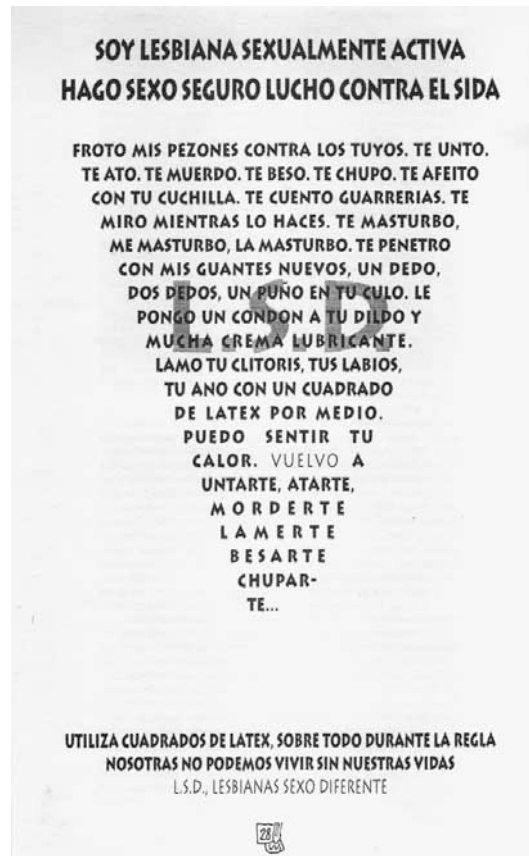 SOY LESBIANA SEXUALMENTE ACTIVA
HAGO SEXO SEGURO LUCHO CONTRA EL SIDA
FROTO MIS PEZONES CONTRA LOS TUYOS. TE UNTO.
TE ATO. TE MUERDO. TE BESO. TE CHUPO. TE AFEITO
CON TU CUCHILLA. TE CUENTO GUARRERIAS. TE
MIRO MIENTRAS LO HACES. TE MASTURBO,
ME MASTURBO, LA MASTURBO. TE PENETRO
CON MIS GUANTES NUEVOS, UN DEDO,
DOS DEDOS, UN PUÑO EN TU CULO. LE
PONGO UN CONDON A TU DILDO Y
MUCHA CREMA LUBRICANTE.
L.S.D.
LAMO TU CLITORIS, TUS LABIOS,
TU ANO CON UN CUADRADO
DE LATEX POR MEDIO.
PUEDO SENTIR TU
CALOR. VUELVO A
UNTARTE, ATARTE,
MORDERTE
LAMERTE
BESARTE
CHUPAR-
TE...
UTILIZA CUADRADOS DE LATEX, SOBRE TODO DURANTE LA REGLA
NOSOTRAS NO PODEMOS VIVIR SIN NUESTRAS VIDAS
L.S.D., LESBIANAS SEXO DIFERENTE
28